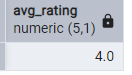 avg_rating
numeric (5,1)
4.0